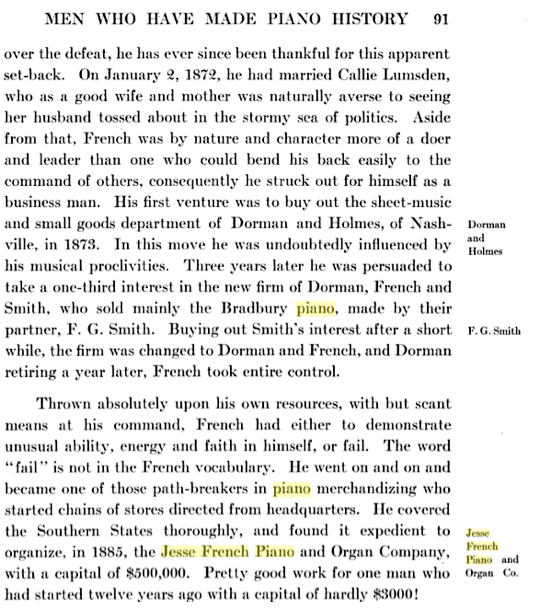 MEN WHO HAVE MADE PIANO HISTORY 91
over the defeat, he has ever since been thankful for this apparent
set-back. On January 2, 1872, he had married Callie Lumsden,
who as a good wife and mother was naturally averse to seeing
her husband tossed about in the stormy sea of politics. Aside
from that, French was by nature and character more of a doer
and leader than one who could bend his back easily to the
command of others, consequently he struck out for himself as a
business man. His first venture was to buy out the sheet-music
and small goods department of Dorman and Holmes, of Nash-
ville, in 1873. In this move he was undoubtedly influenced by
his musical proclivities. Three years later he was persuaded to
take a one-third interest in the new firm of Dorman, French and
Smith, who sold mainly the Bradbury piano, made by their
partner, F. G. Smith. Buying out Smith's interest after a short
while, the firm was changed to Dorman and French, and Dorman
retiring a year later, French took entire control.
Dorman
and
Holmes
F. G. Smith
Thrown absolutely upon his own resources, with but scant
means at his command, French had either to demonstrate
unusual ability, energy and faith in himself, or fail. The word
"fail" is not in the French vocabulary. He went on and on and
became one of those path-breakers in piano merchandizing who
started chains of stores directed from headquarters. He covered
the Southern States thoroughly, and found it expedient to
organize, in 1885, the Jesse French Piano and Organ Company,
with a capital of $500,000. Pretty good work for one man who
had started twelve years ago with a capital of hardly $3000!
Jesse
French
Piano and
Organ Co.